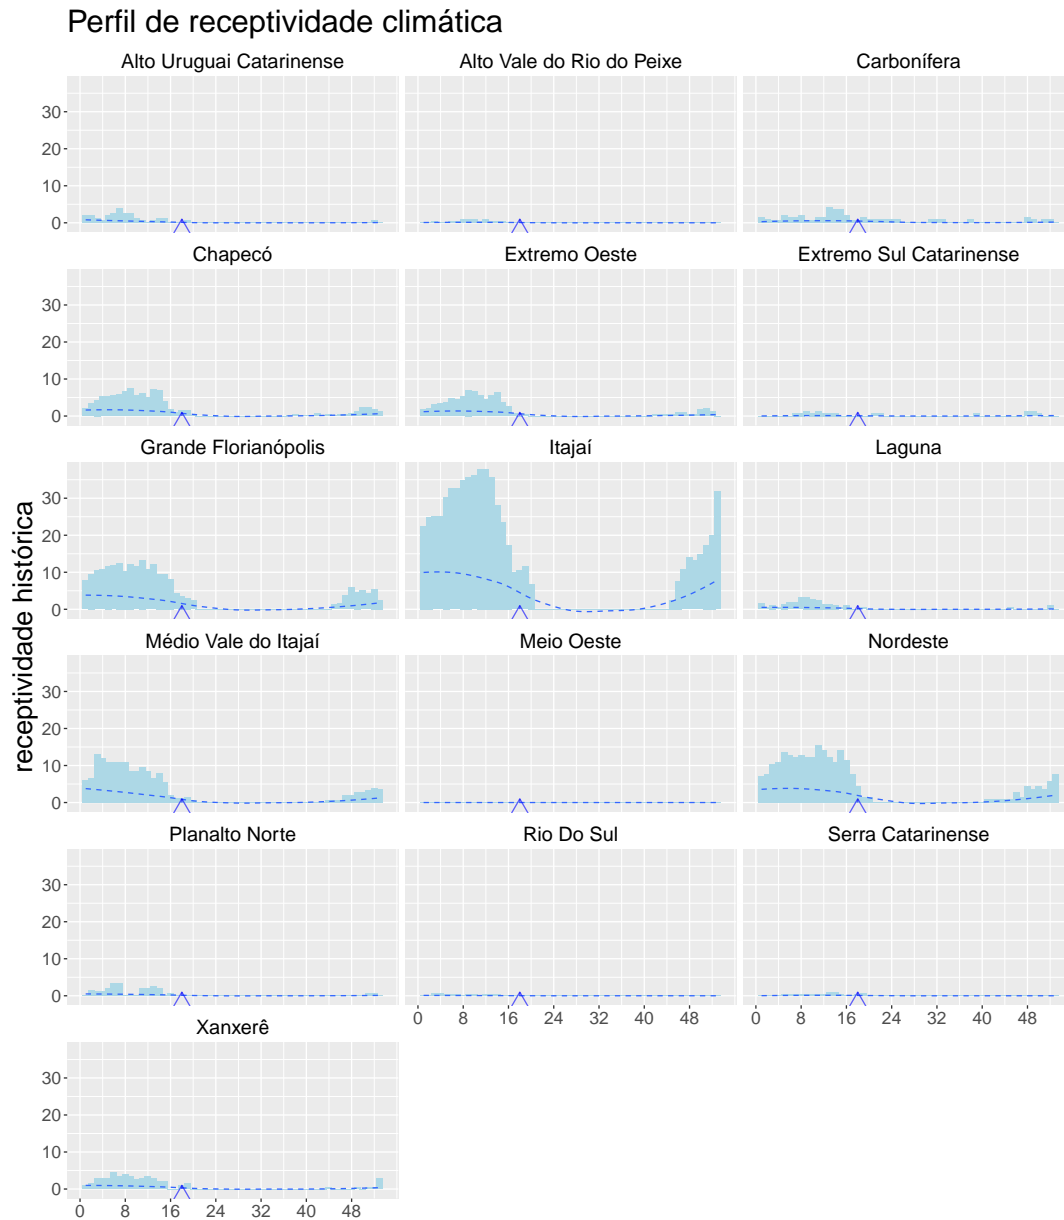 Perfil de receptividade climática
Alto Uruguai Catarinense
Alto Vale do Rio do Peixe
Carbonífera
30
20
10
0
Chapecó
Extremo Oeste
Extremo Sul Catarinense
30
20
10
0
Grande Florianópolis
Itajaí
Laguna
30
20
10
0
receptividade histórica
Médio Vale do Itajaí
Meio Oeste
Nordeste
30
20
10
0
Planalto Norte
Rio Do Sul
Serra Catarinense
30
20
10
0
0 8 16 24 32 40 48
0 8 16 24 32 40 48
Xanxerê
30
20
10
0
0 8 16 24 32 40 48